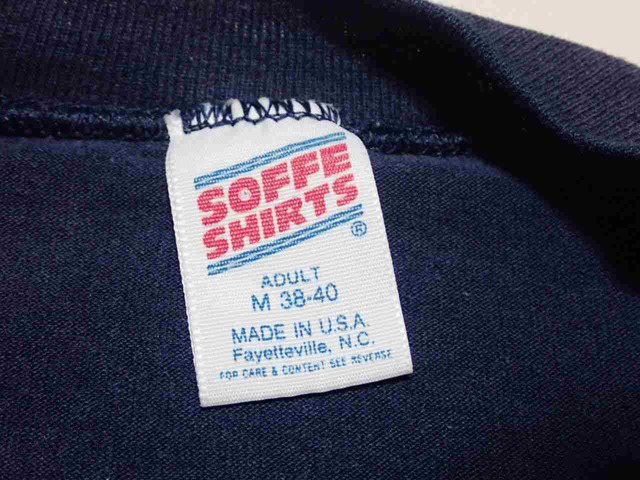 SOFFE
SHIRTS
®
ADULT
M 38-40
MADE IN U.S.A.
Fayetteville, N.C.
FOR CARE & CONTENT SEE REVERSE